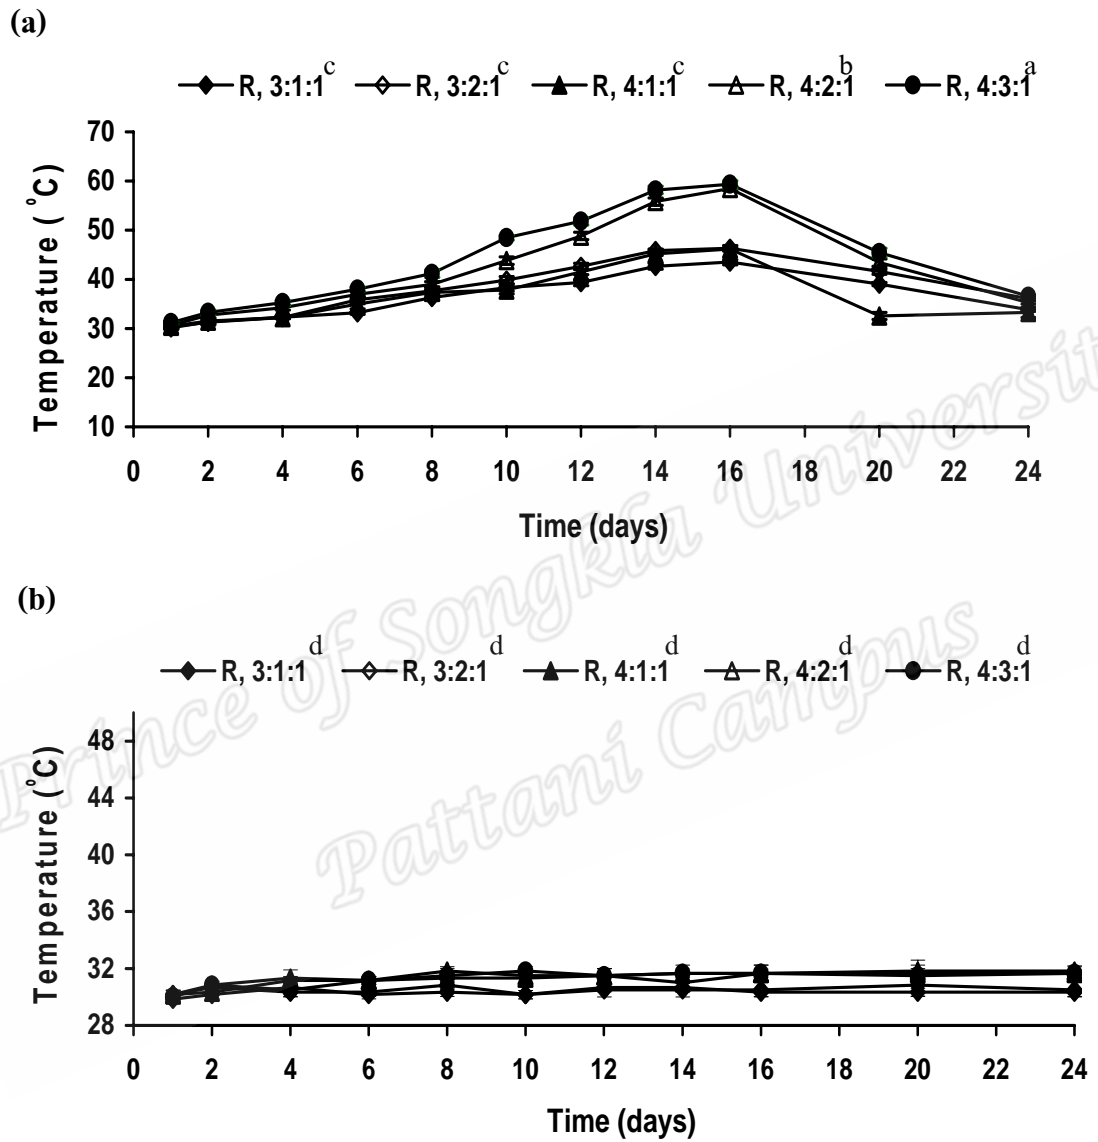 (a)
R, 3:1:1c R, 3:2:1c R, 4:1:1c R, 4:2:1b R, 4:3:1a
70
60
50
40
30
20
10
Temperature ( °C)
0 2 4 6 8 10 12 14 16 18 20 22 24
Time (days)
(b)
R, 3:1:1d R, 3:2:1d R, 4:1:1d R, 4:2:1d R, 4:3:1d
48
44
40
36
32
28
Temperature (°C)
0 2 4 6 8 10 12 14 16 18 20 22 24
Time (days)
Prince of Songkla Universit
Pattani Campus